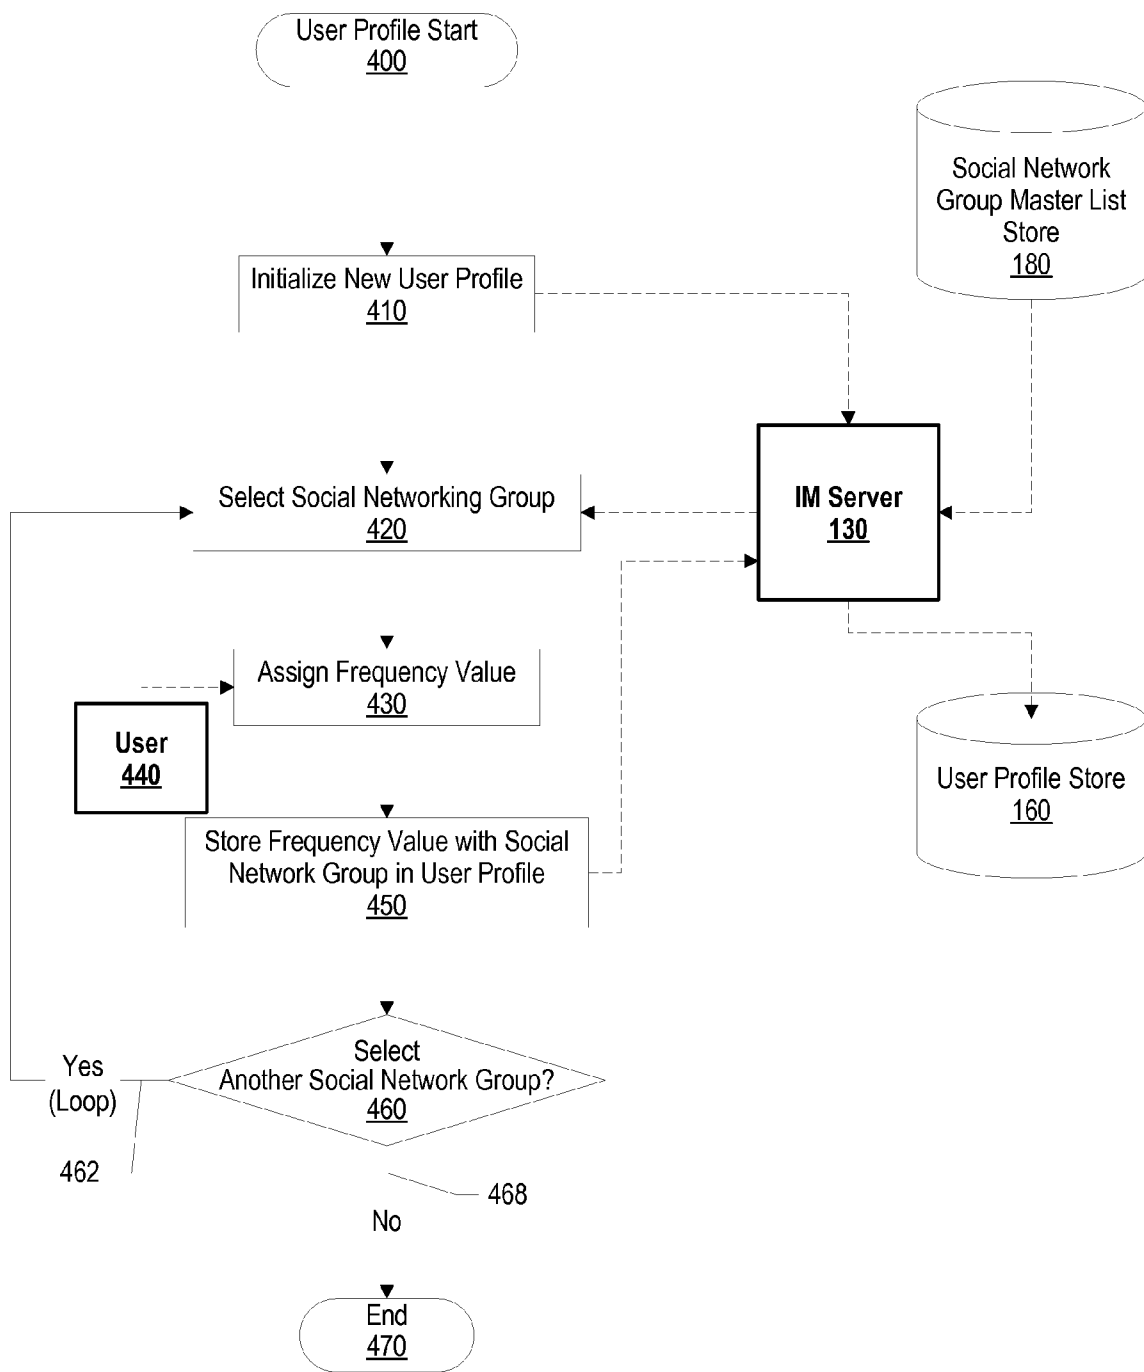 User Profile Start
400
Social Network
Group Master List
Store
180
Initialize New User Profile
410
Select Social Networking Group
420
IM Server
130
Assign Frequency Value
430
User
440
User Profile Store
160
Store Frequency Value with Social
Network Group in User Profile
450
Select
Another Social Network Group?
460
Yes
(Loop)
462
468
No
End
470